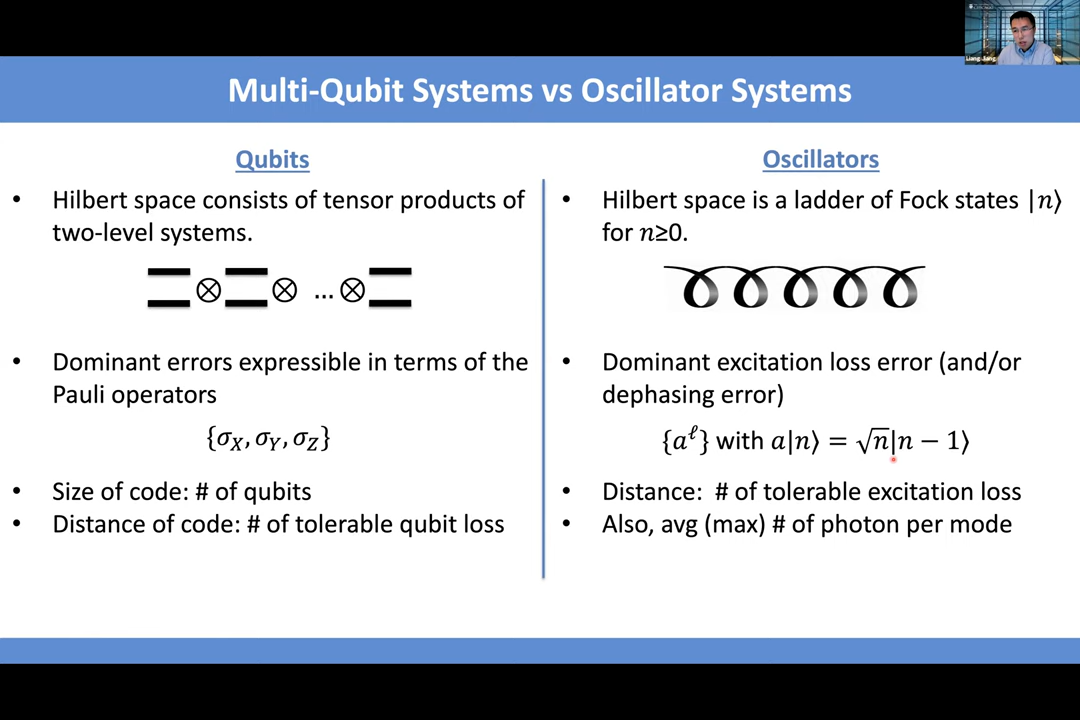 Liang Jiang
Multi-Qubit Systems vs Oscillator Systems
Qubits
• Hilbert space consists of tensor products of
two-level systems.
⊗ ⊗ ... ⊗
• Dominant errors expressible in terms of the
Pauli operators
{σ_X, σ_Y, σ_Z}
• Size of code: # of qubits
• Distance of code: # of tolerable qubit loss
Oscillators
• Hilbert space is a ladder of Fock states |n⟩
for n≥0.
• Dominant excitation loss error (and/or
dephasing error)
{a^ℓ} with a|n⟩ = √n|n − 1⟩
• Distance: # of tolerable excitation loss
• Also, avg (max) # of photon per mode